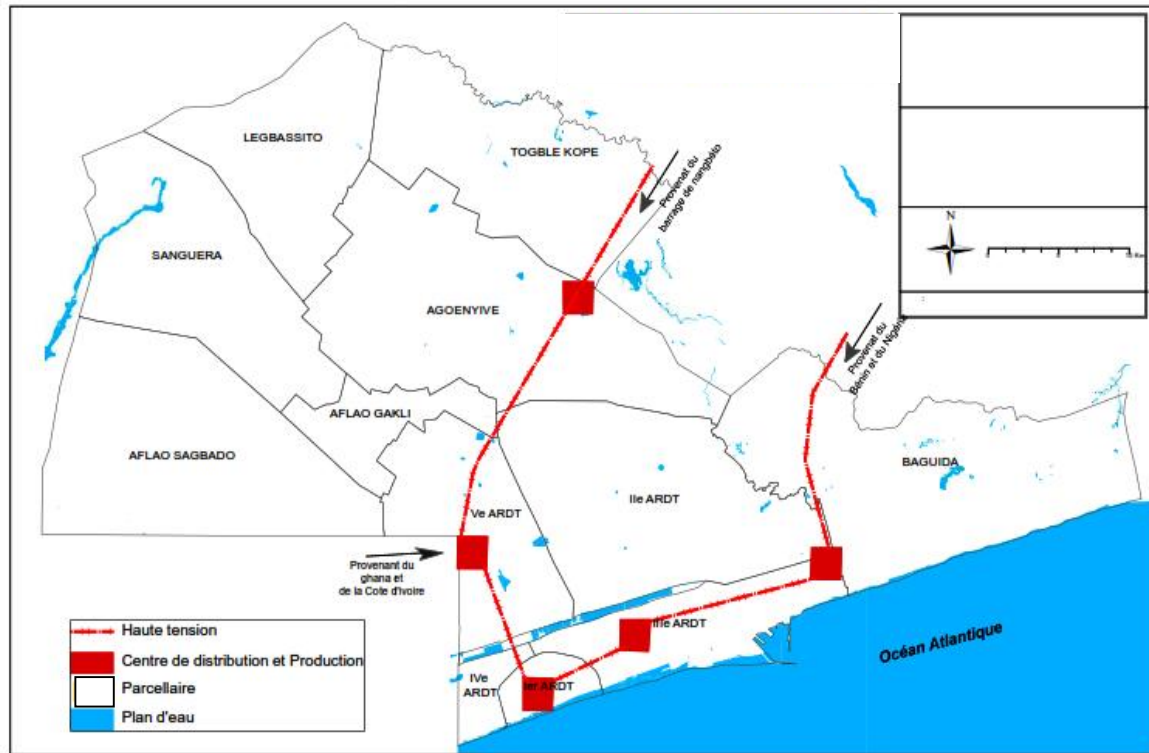 LEGBASSITO
TOGBLE KOPE
Provenat du
barrage de nangbéto
SANGUERA
N
AGOENYIVE
Provenat du
Bénin et du Nigéria
AFLAO GAKLI
AFLAO SAGBADO
BAGUIDA
IIe ARDT
Ve ARDT
Provenant du
ghana et
de la Cote d'Ivoire
IIIe ARDT
Océan Atlantique
IVe
ARDT
Ier ARDT
Haute tension
Centre de distribution et Production
Parcellaire
Plan d'eau